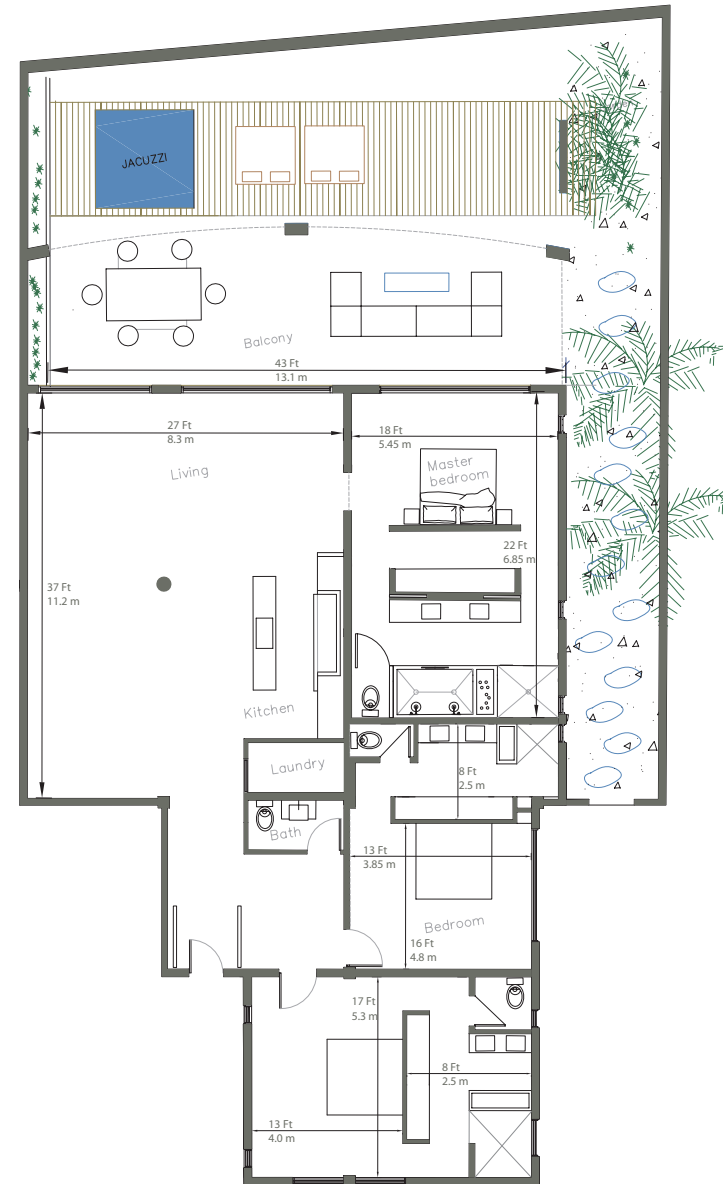 JACUZZI
Balcony
43 Ft
13.1 m
27 Ft
8.3 m
18 Ft
5.45 m
Living
Master
bedroom
22 Ft
6.85 m
37 Ft
11.2 m
Kitchen
Laundry
8 Ft
2.5 m
Bath
13 Ft
3.85 m
Bedroom
16 Ft
4.8 m
17 Ft
5.3 m
8 Ft
2.5 m
13 Ft
4.0 m